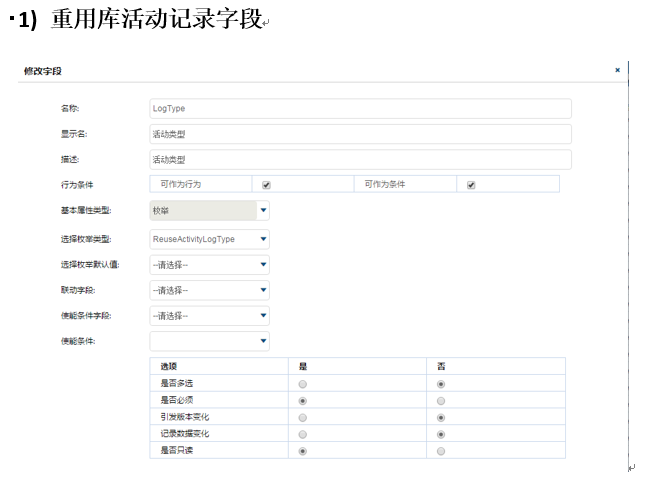 1) 重用库活动记录字段
修改字段 ×
名称: LogType
显示名: 活动类型
描述: 活动类型
行为条件 可作为行为 可作为条件
基本属性类型: 枚举
选择枚举类型: ReuseActivityLogType
选择枚举默认值: --请选择--
联动字段: --请选择--
使能条件字段: --请选择--
使能条件:
选项 是 否
是否多选
是否必须
引发版本变化
记录数据变化
是否只读